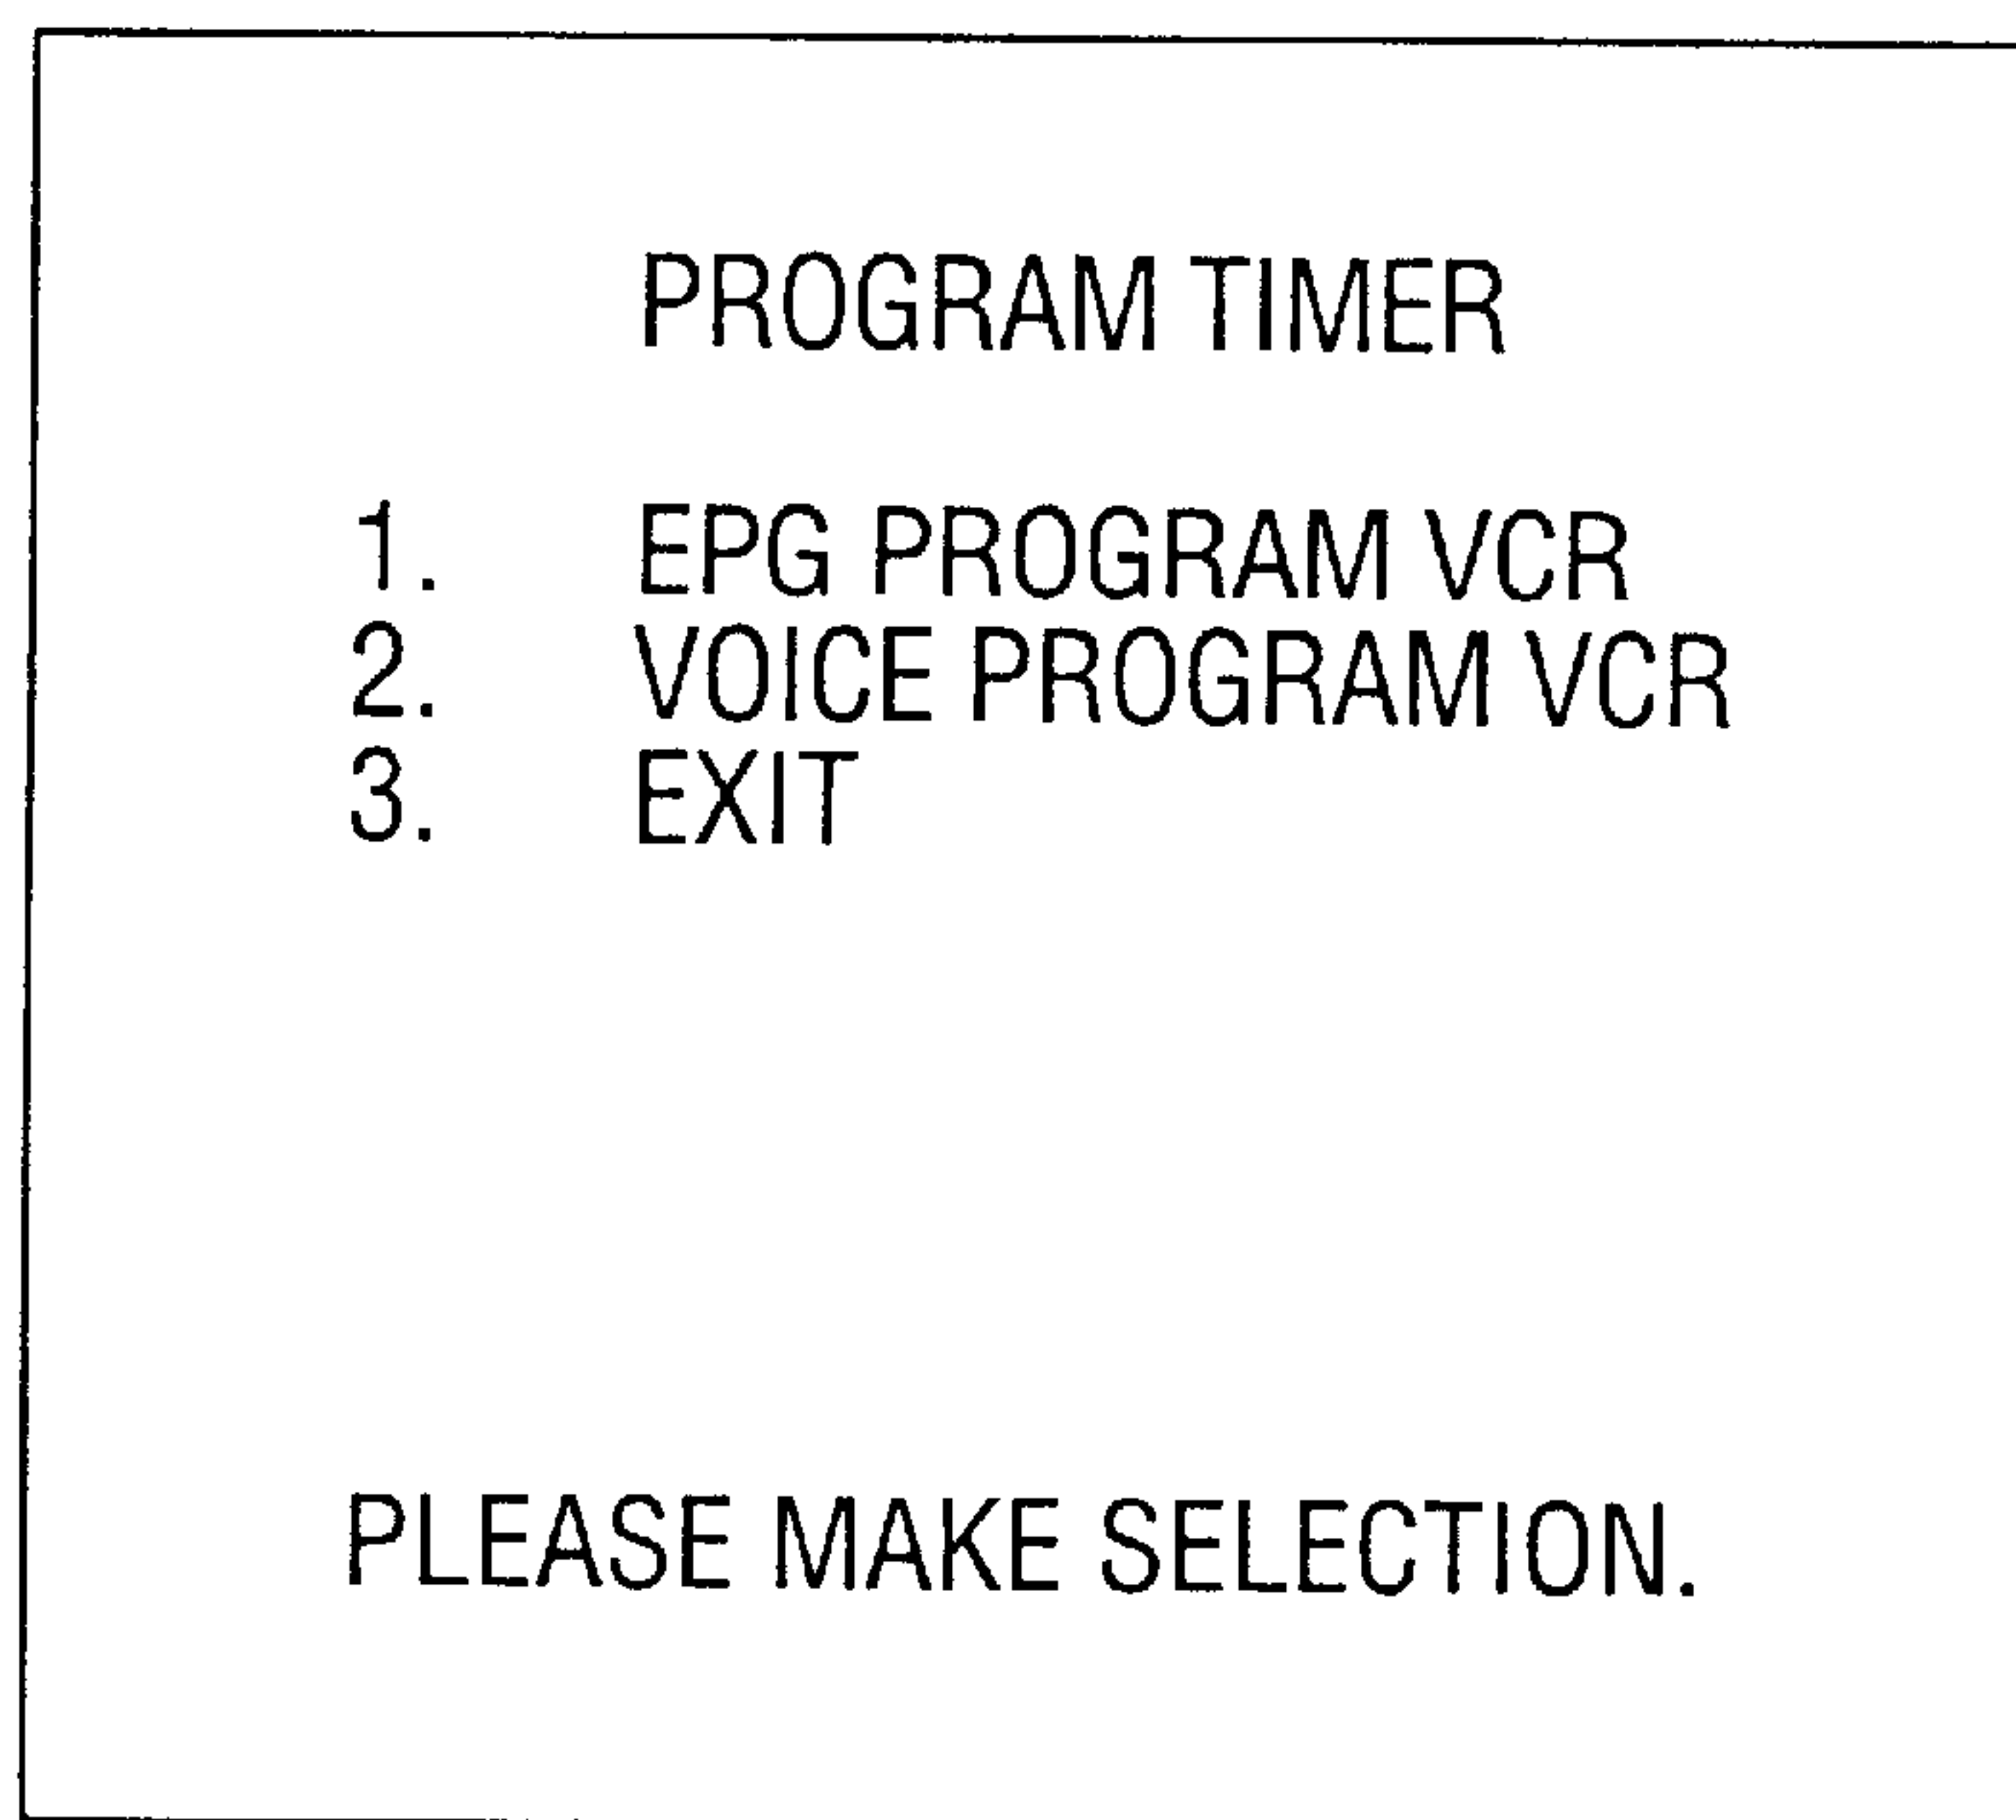 PROGRAM TIMER
1. EPG PROGRAM VCR
2. VOICE PROGRAM VCR
3. EXIT
PLEASE MAKE SELECTION.